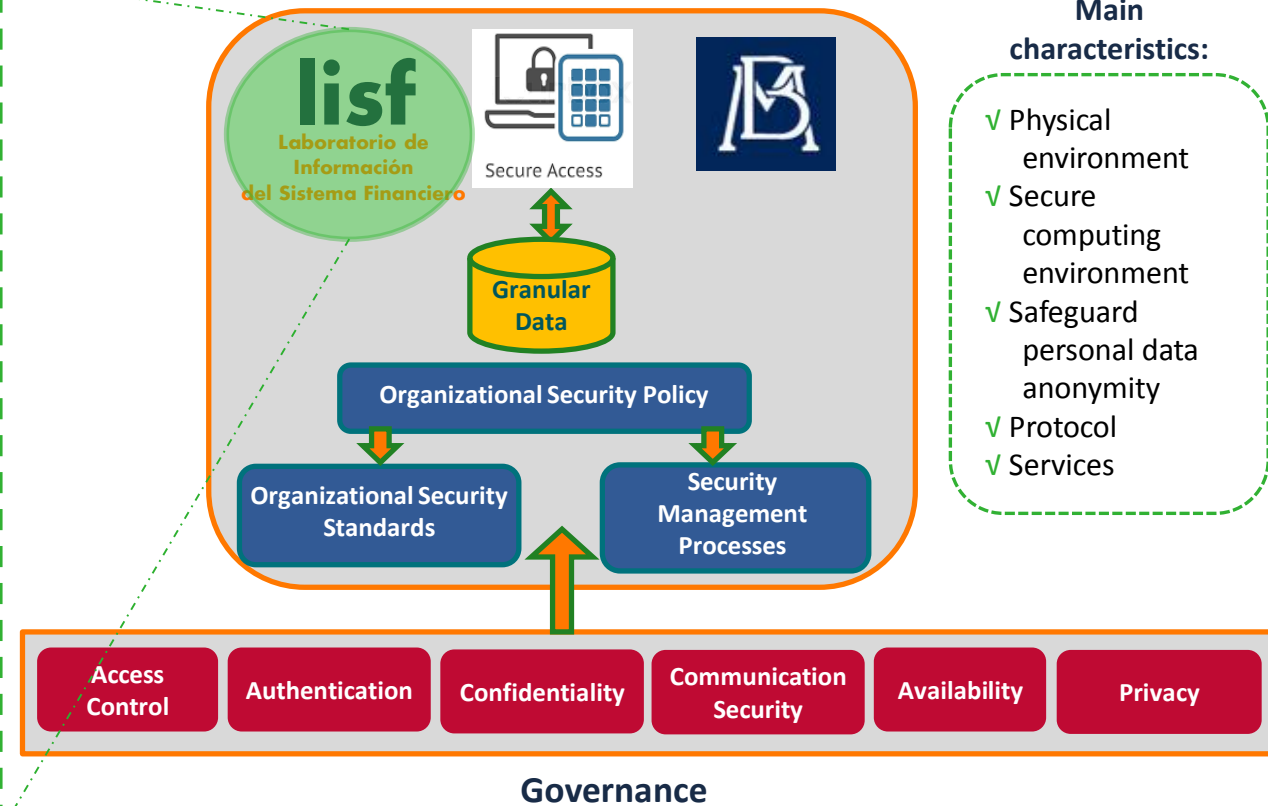 lisf
Laboratorio de
Información
del Sistema Financiero
Secure Access
Granular
Data
Organizational Security Policy
Organizational Security
Standards
Security
Management
Processes
Main
characteristics:
√ Physical
environment
√ Secure
computing
environment
√ Safeguard
personal data
anonymity
√ Protocol
√ Services
Access
Control
Authentication
Confidentiality
Communication
Security
Availability
Privacy
Governance